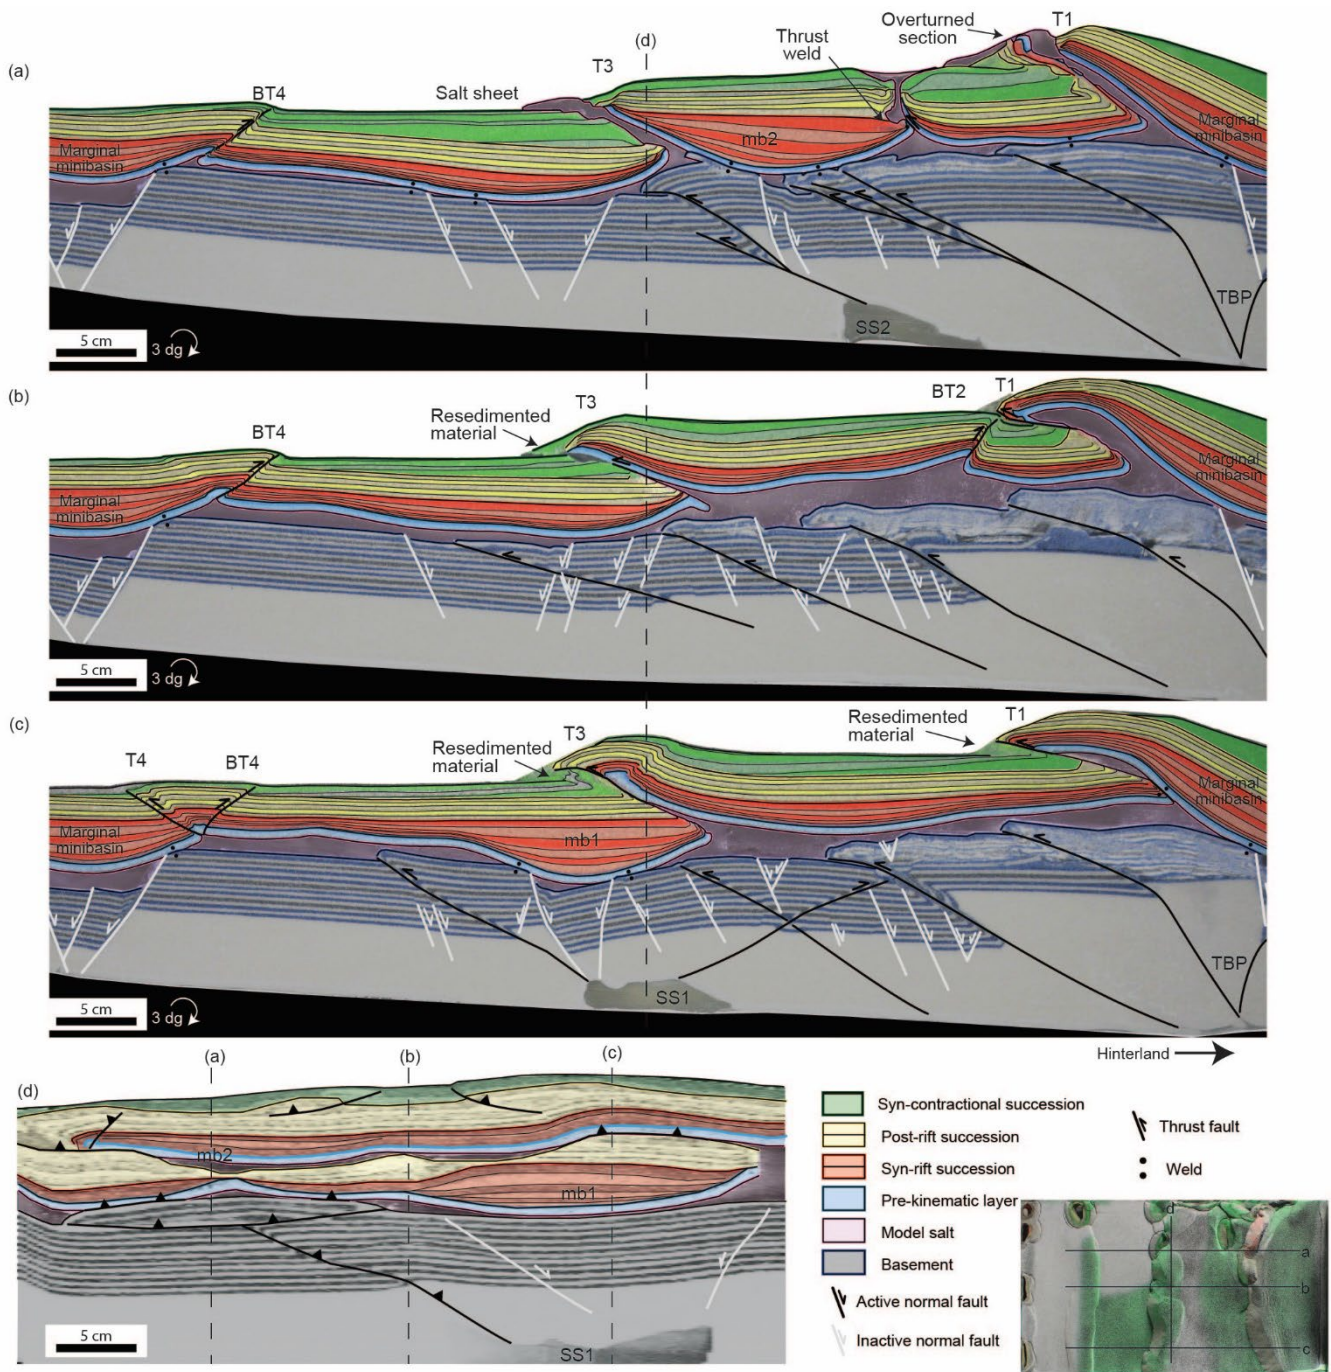 (a)
BT4
Salt sheet
T3
(d)
Thrust
weld
Overturned
section
T1
Marginal
minibasin
mb2
Marginal
minibasin
SS2
TBP
5 cm
3 dg
(b)
BT4
Resedimented
material
T3
BT2
T1
Marginal
minibasin
Marginal
minibasin
5 cm
3 dg
(c)
T4
BT4
Resedimented
material
T3
Resedimented
material
T1
Marginal
minibasin
mb1
Marginal
minibasin
SS1
TBP
5 cm
3 dg
Hinterland
(d)
(a)
(b)
(c)
mb2
mb1
SS1
5 cm
Syn-contractional succession
Post-rift succession
Syn-rift succession
Pre-kinematic layer
Model salt
Basement
Active normal fault
Inactive normal fault
Thrust fault
Weld
d
a
b
c